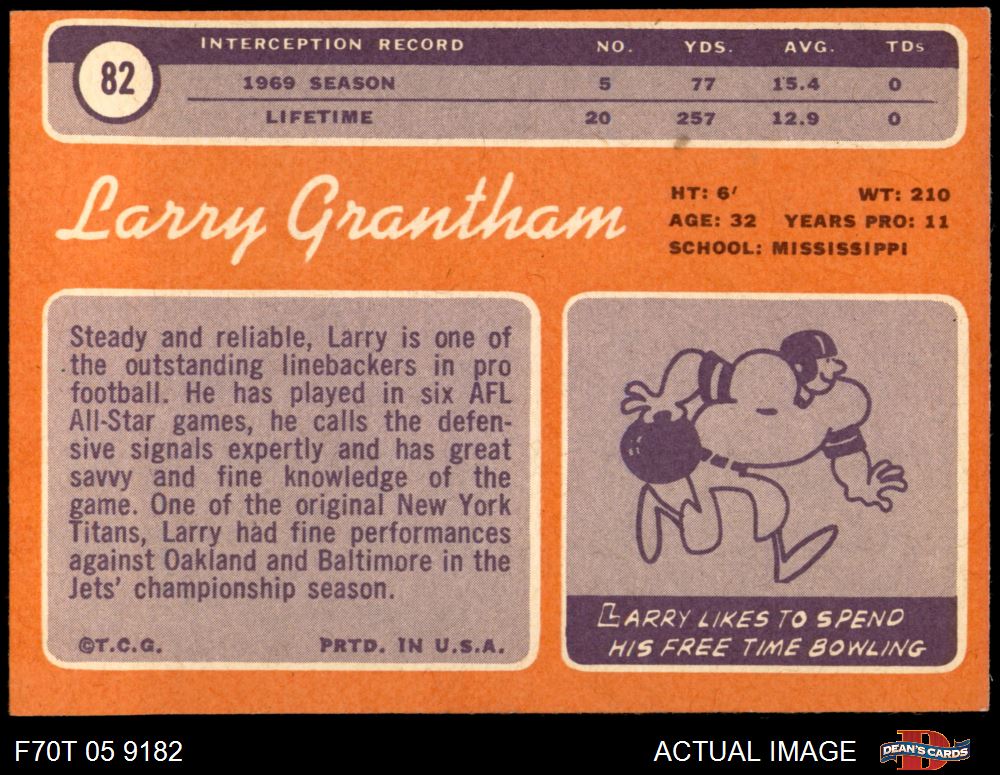 82
INTERCEPTION RECORD NO. YDS. AVG. TDs
1969 SEASON 5 77 15.4 0
LIFETIME 20 257 12.9 0
Larry Grantham
HT: 6' WT: 210
AGE: 32 YEARS PRO: 11
SCHOOL: MISSISSIPPI
Steady and reliable, Larry is one of
the outstanding linebackers in pro
football. He has played in six AFL
All-Star games, he calls the defen-
sive signals expertly and has great
savvy and fine knowledge of the
game. One of the original New York
Titans, Larry had fine performances
against Oakland and Baltimore in the
Jets' championship season.
©T.C.G. PRTD. IN U.S.A.
LARRY LIKES TO SPEND
HIS FREE TIME BOWLING
F70T 05 9182 ACTUAL IMAGE
D
DEAN'S CARDS